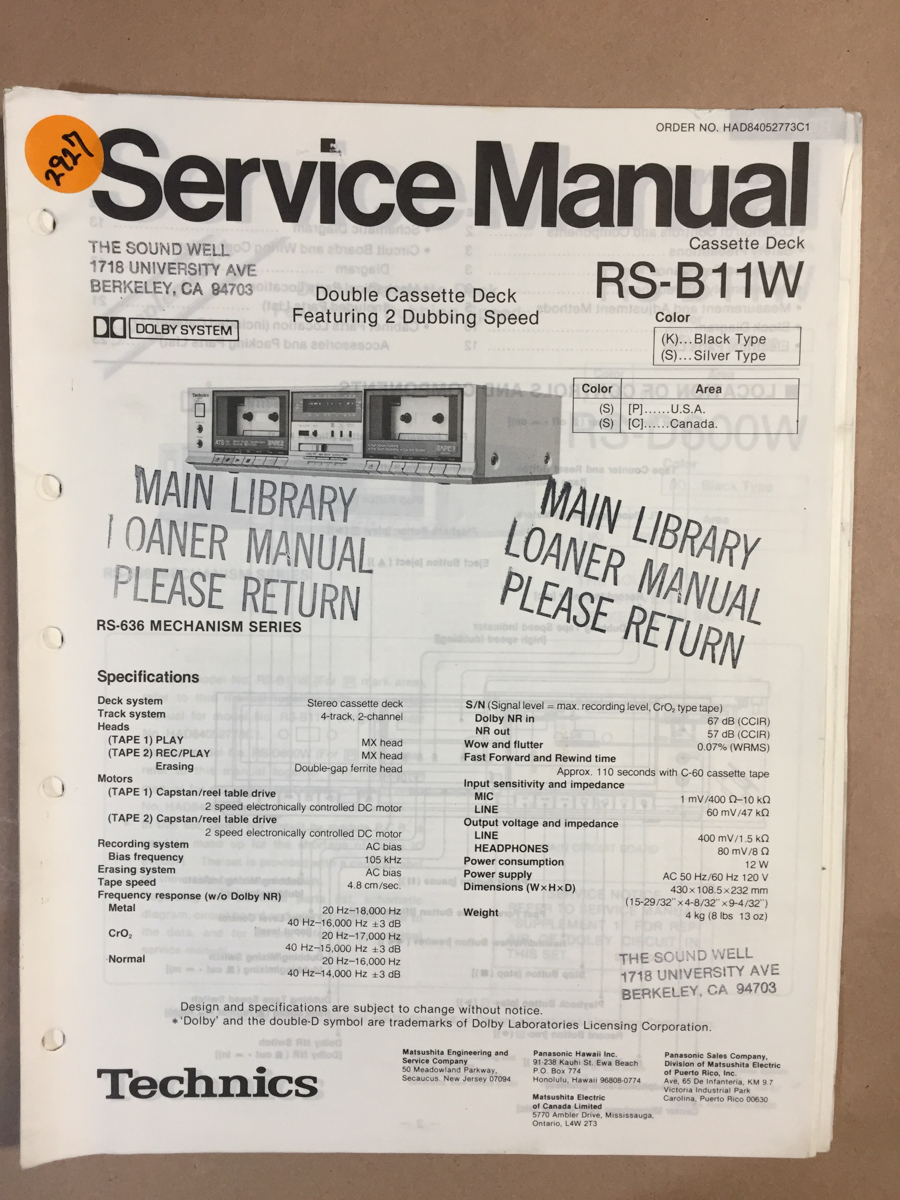 ORDER NO. HAD84052773C1
2927
Service Manual
THE SOUND WELL
1718 UNIVERSITY AVE
BERKELEY, CA 94703
Cassette Deck
RS-B11W
Double Cassette Deck
Featuring 2 Dubbing Speed
DOLBY SYSTEM
Color
(K)...Black Type
(S)...Silver Type
Color Area
(S) [P]......U.S.A.
(S) [C]......Canada.
Technics
MAIN LIBRARY
LOANER MANUAL
PLEASE RETURN
MAIN LIBRARY
LOANER MANUAL
PLEASE RETURN
RS-636 MECHANISM SERIES
Specifications
Deck system Stereo cassette deck
Track system 4-track, 2-channel
Heads
(TAPE 1) PLAY MX head
(TAPE 2) REC/PLAY MX head
Erasing Double-gap ferrite head
Motors
(TAPE 1) Capstan/reel table drive
2 speed electronically controlled DC motor
(TAPE 2) Capstan/reel table drive
2 speed electronically controlled DC motor
Recording system AC bias
Bias frequency 105 kHz
Erasing system AC bias
Tape speed 4.8 cm/sec.
Frequency response (w/o Dolby NR)
Metal 20 Hz–18,000 Hz
40 Hz–16,000 Hz ±3 dB
CrO₂ 20 Hz–17,000 Hz
40 Hz–15,000 Hz ±3 dB
Normal 20 Hz–16,000 Hz
40 Hz–14,000 Hz ±3 dB
S/N (Signal level = max. recording level, CrO₂ type tape)
Dolby NR in 67 dB (CCIR)
NR out 57 dB (CCIR)
Wow and flutter 0.07% (WRMS)
Fast Forward and Rewind time
Approx. 110 seconds with C-60 cassette tape
Input sensitivity and impedance
MIC 1 mV/400 Ω–10 kΩ
LINE 60 mV/47 kΩ
Output voltage and impedance
LINE 400 mV/1.5 kΩ
HEADPHONES 80 mV/8 Ω
Power consumption 12 W
Power supply AC 50 Hz/60 Hz 120 V
Dimensions (W×H×D) 430×108.5×232 mm
(15-29/32"×4-8/32"×9-4/32")
Weight 4 kg (8 lbs 13 oz)
THE SOUND WELL
1718 UNIVERSITY AVE
BERKELEY, CA 94703
Design and specifications are subject to change without notice.
*'Dolby' and the double-D symbol are trademarks of Dolby Laboratories Licensing Corporation.
Technics
Matsushita Engineering and
Service Company
50 Meadowland Parkway,
Secaucus. New Jersey 07094
Panasonic Hawaii Inc.
91-238 Kauhi St. Ewa Beach
P.O. Box 774
Honolulu, Hawaii 96808-0774
Matsushita Electric
of Canada Limited
5770 Ambler Drive, Mississauga,
Ontario, L4W 2T3
Panasonic Sales Company,
Division of Matsushita Electric
of Puerto Rico, Inc.
Ave, 65 De Infanteria, KM 9.7
Victoria Industrial Park
Carolina, Puerto Rico 00630